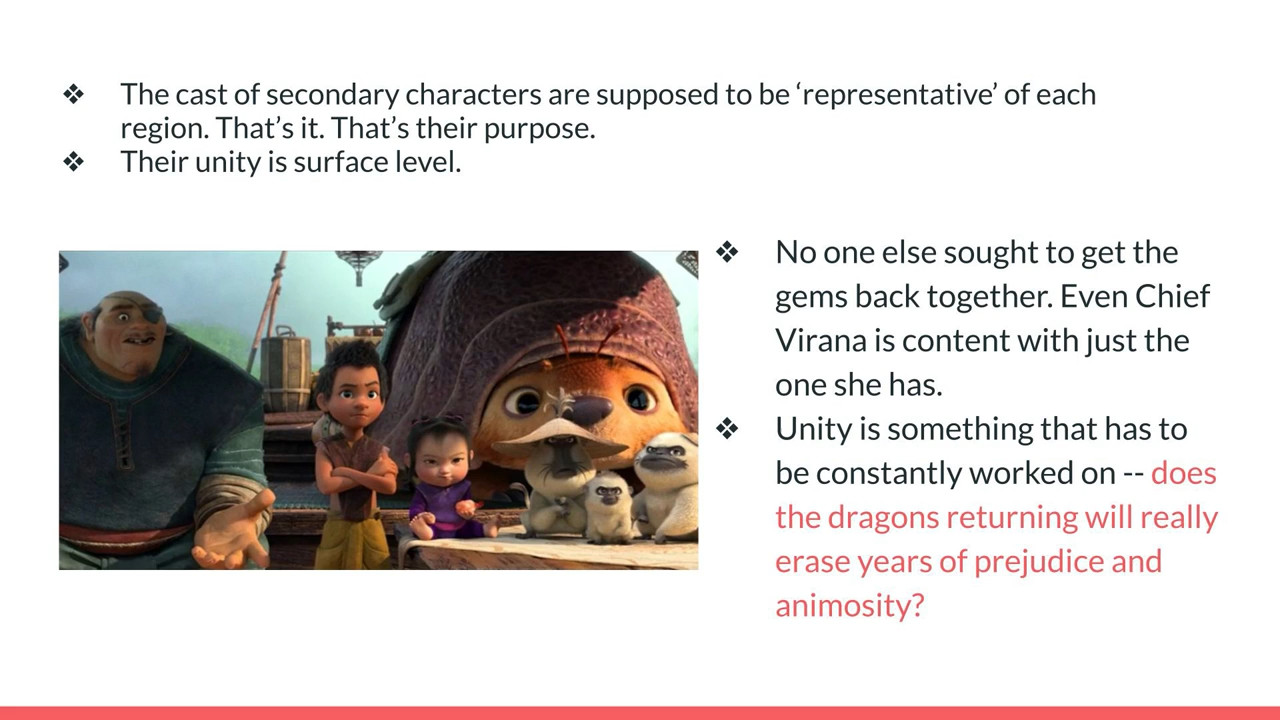 ❖ The cast of secondary characters are supposed to be ‘representative’ of each
region. That’s it. That’s their purpose.
❖ Their unity is surface level.
❖ No one else sought to get the
gems back together. Even Chief
Virana is content with just the
one she has.
❖ Unity is something that has to
be constantly worked on -- does
the dragons returning will really
erase years of prejudice and
animosity?